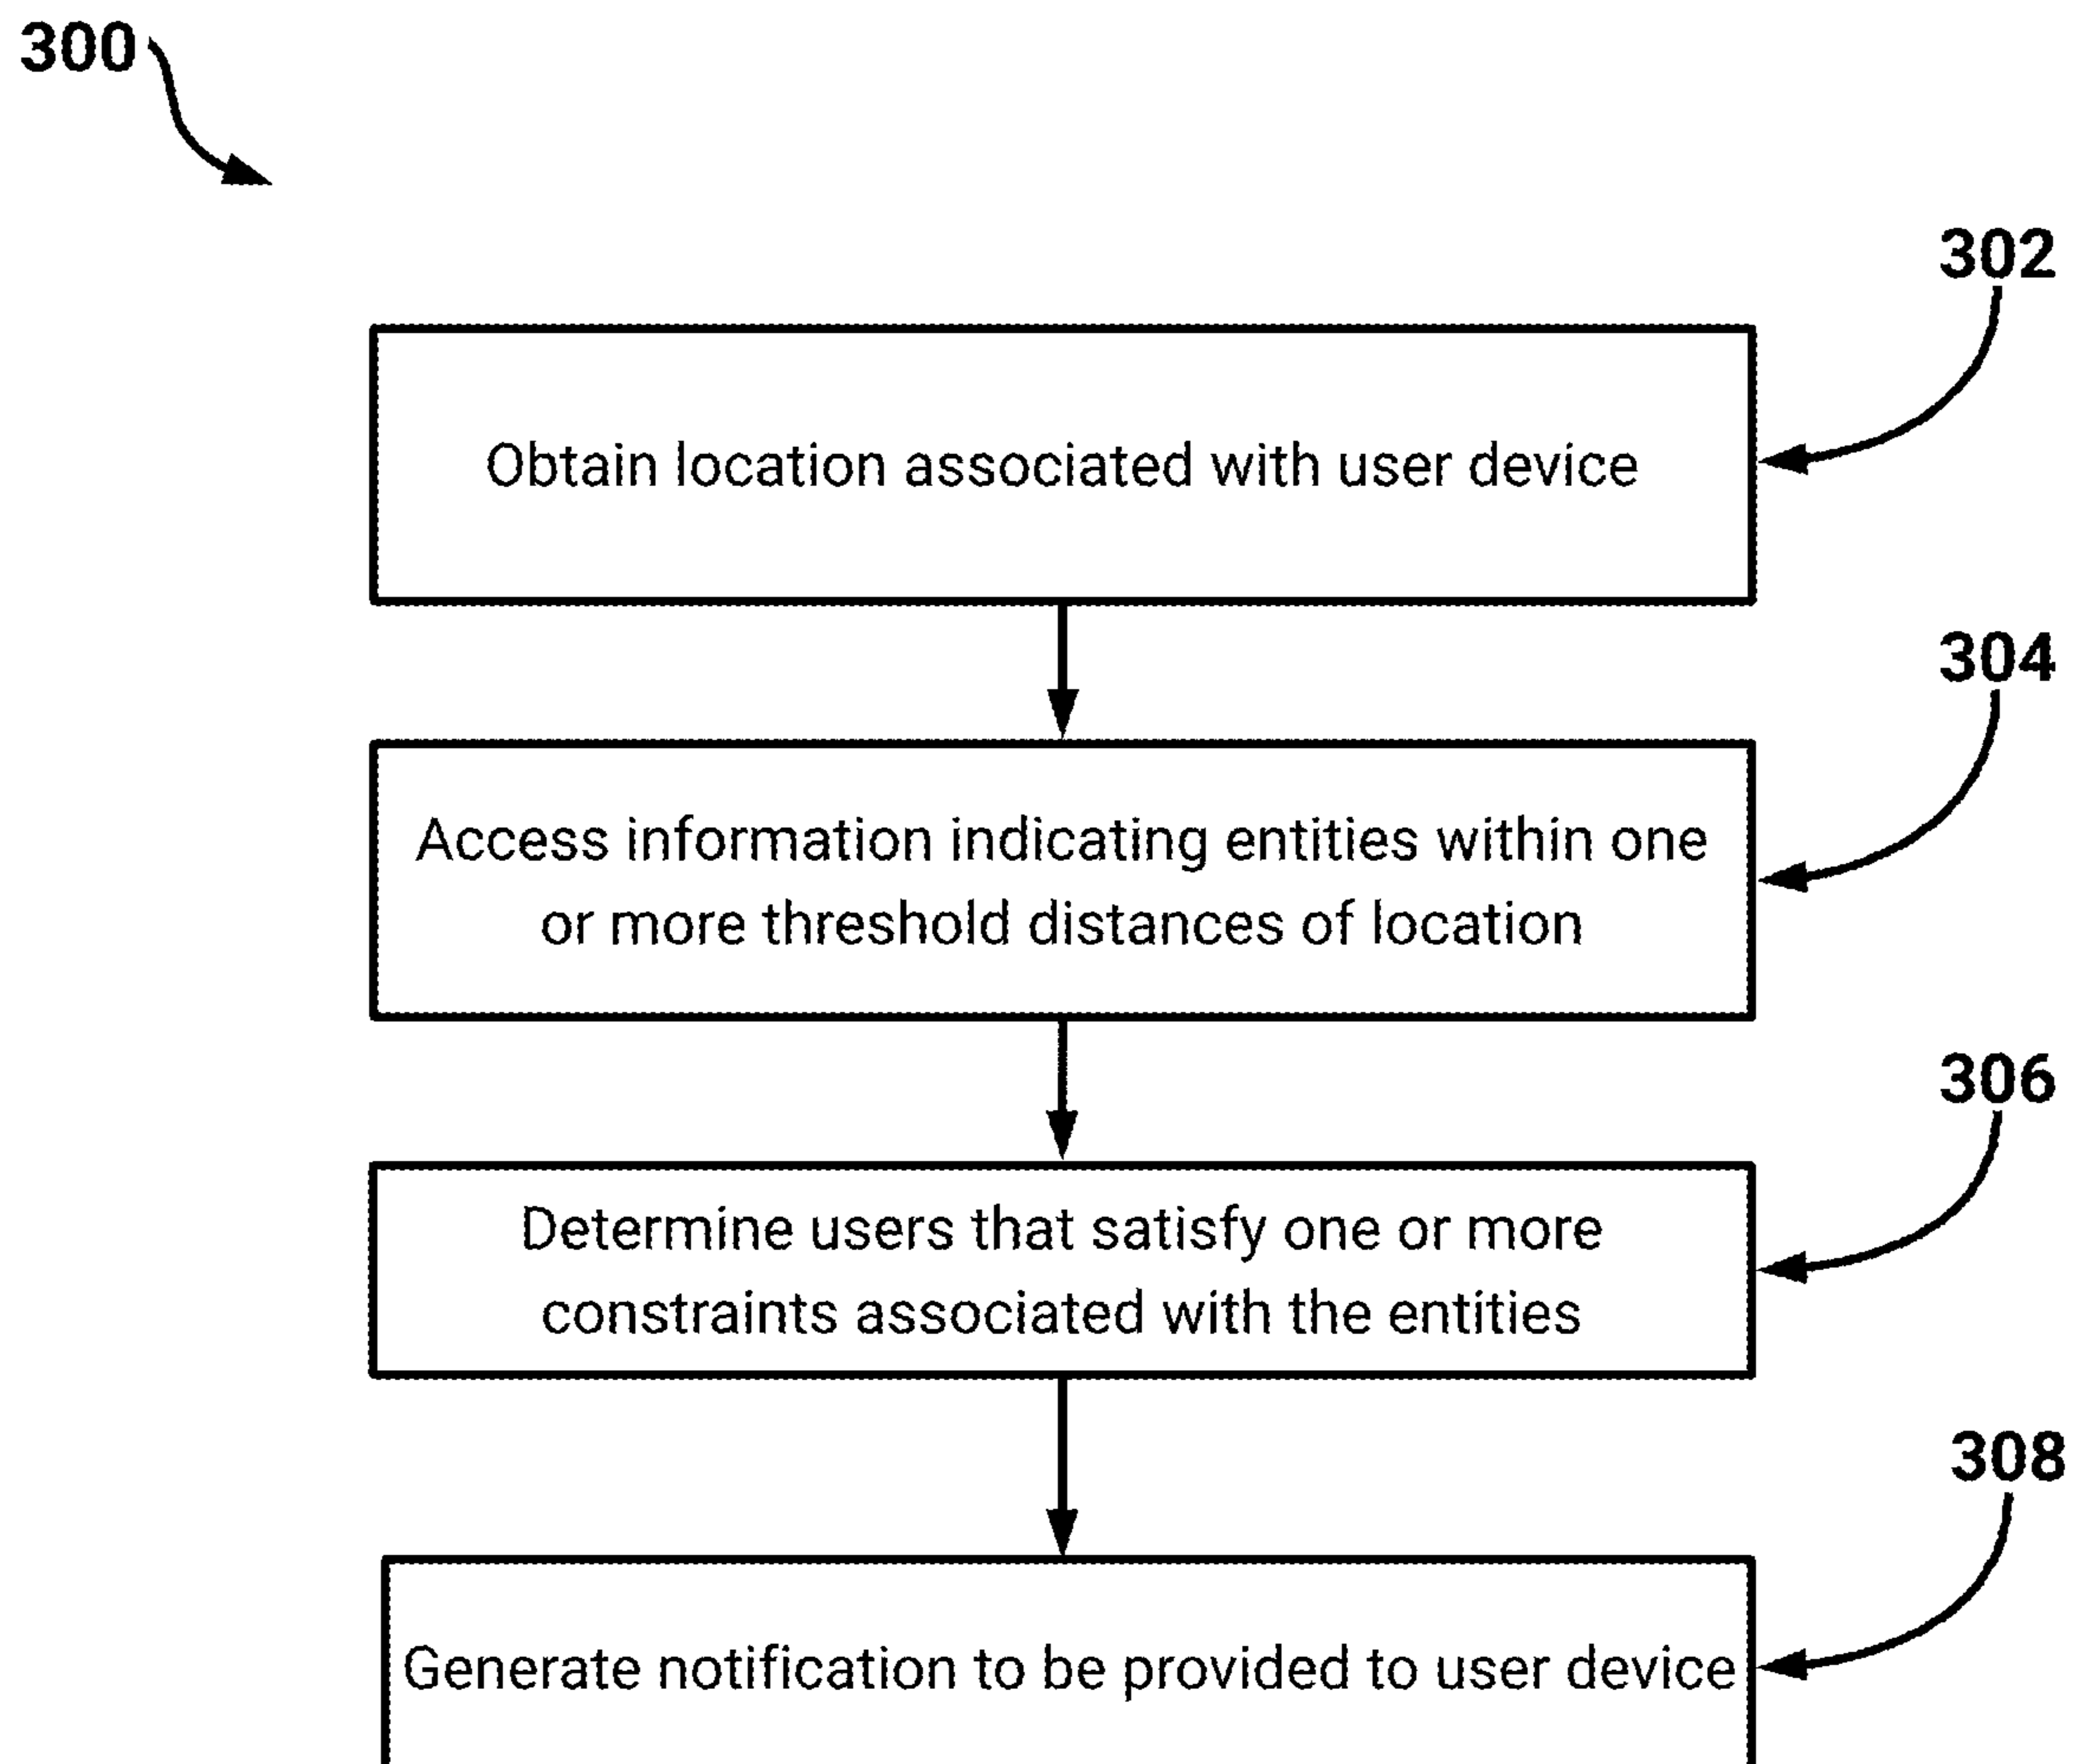 300
302
Obtain location associated with user device
304
Access information indicating entities within one
or more threshold distances of location
306
Determine users that satisfy one or more
constraints associated with the entities
308
Generate notification to be provided to user device